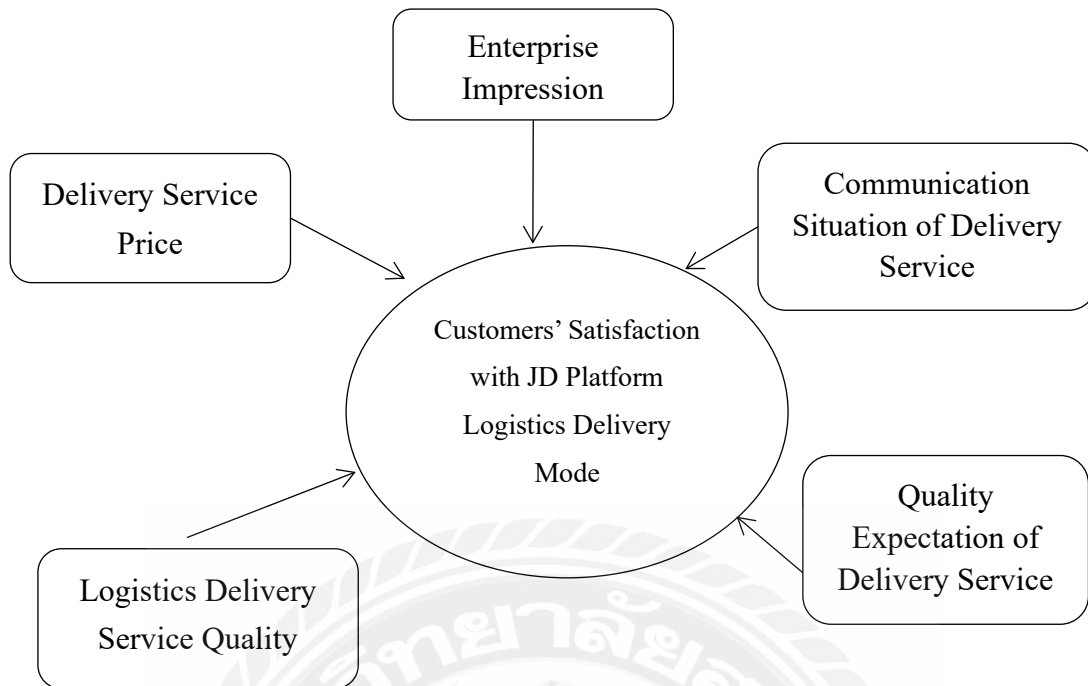 Enterprise
Impression
Delivery Service
Price
Communication
Situation of Delivery
Service
Customers’ Satisfaction
with JD Platform
Logistics Delivery
Mode
Quality
Expectation of
Delivery Service
Logistics Delivery
Service Quality